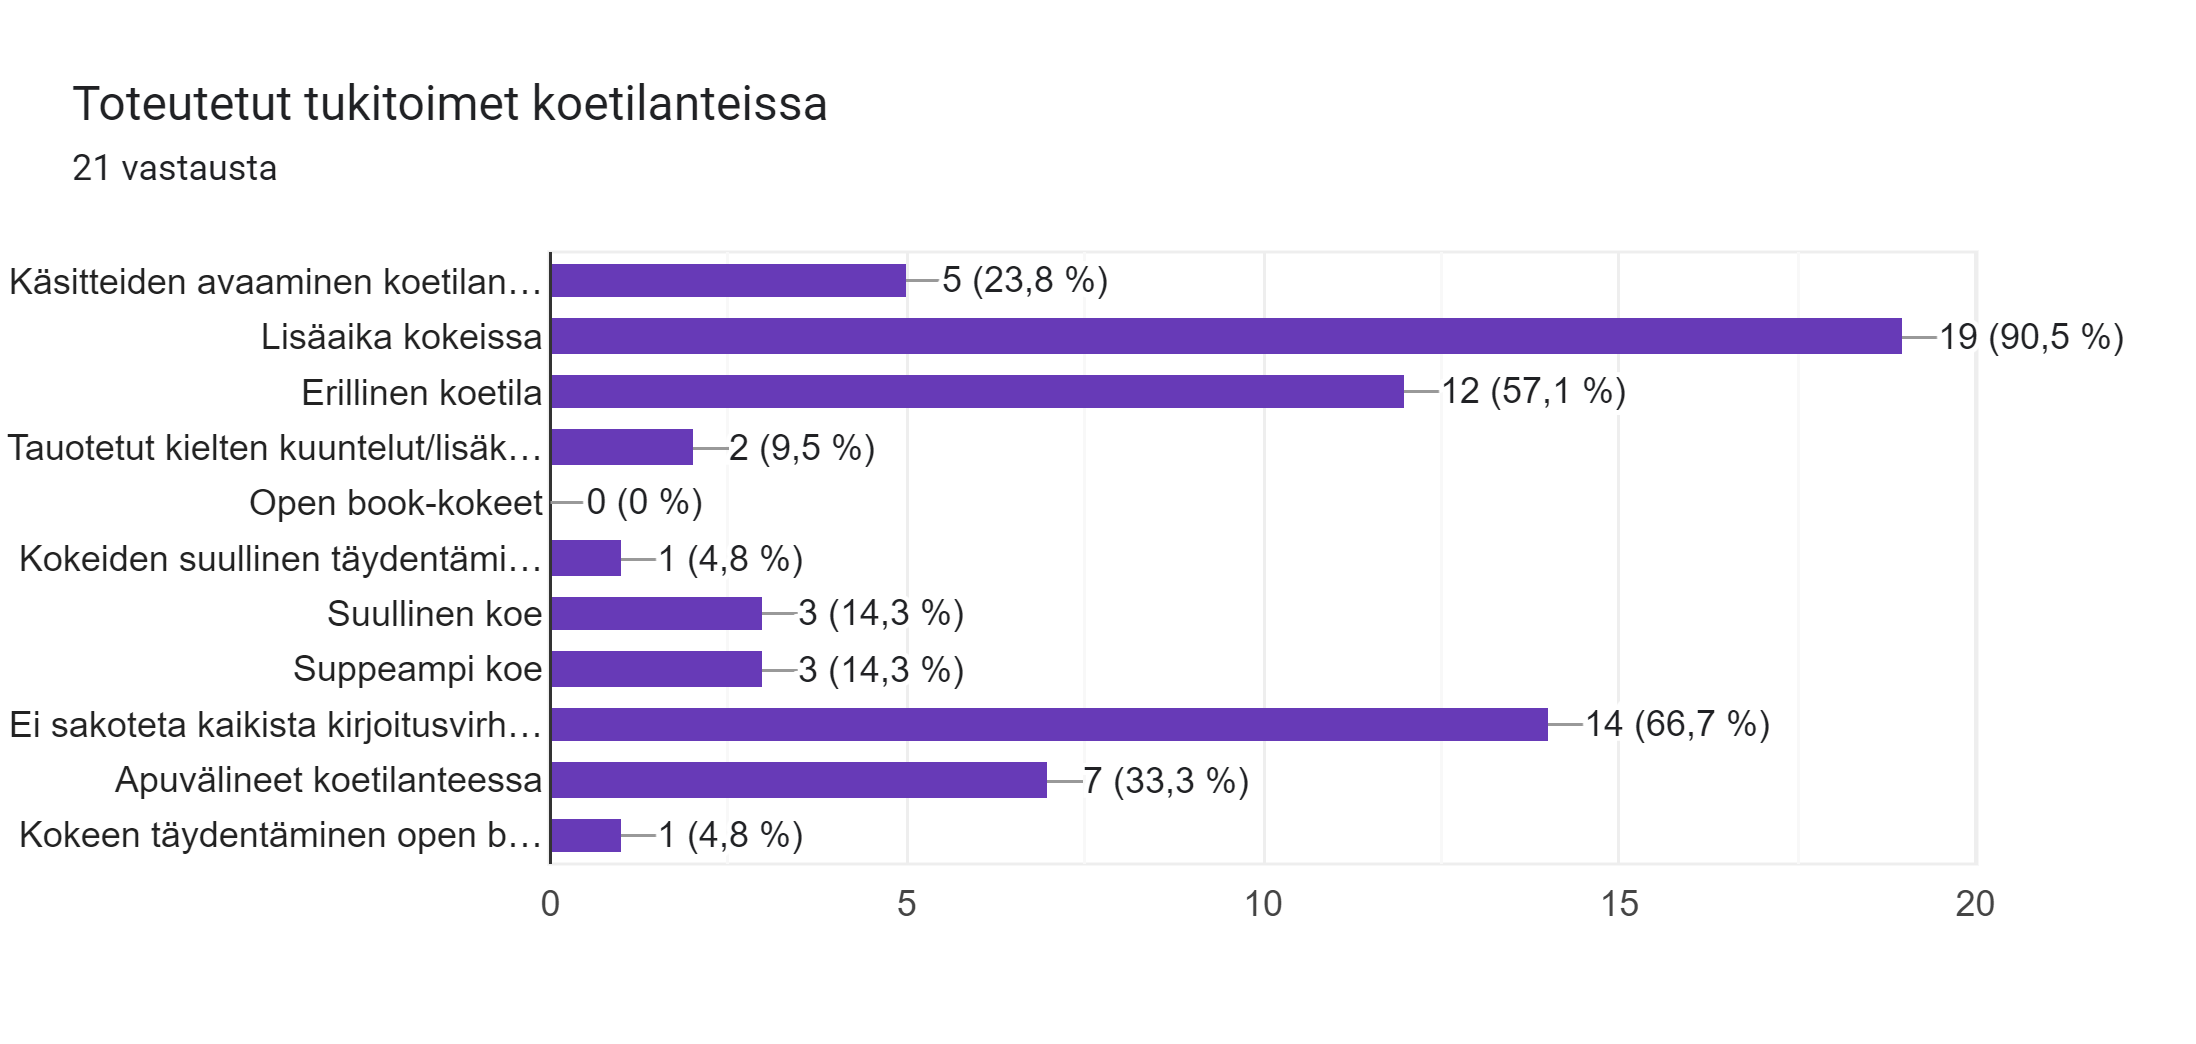 Toteutetut tukitoimet koetilanteissa
21 vastausta
Käsitteiden avaaminen koetilan… 5 (23,8 %)
Lisäaika kokeissa 19 (90,5 %)
Erillinen koetila 12 (57,1 %)
Tauotetut kielten kuuntelut/lisäk… 2 (9,5 %)
Open book-kokeet 0 (0 %)
Kokeiden suullinen täydentämi… 1 (4,8 %)
Suullinen koe 3 (14,3 %)
Suppeampi koe 3 (14,3 %)
Ei sakoteta kaikista kirjoitusvirh… 14 (66,7 %)
Apuvälineet koetilanteessa 7 (33,3 %)
Kokeen täydentäminen open b… 1 (4,8 %)
0 5 10 15 20